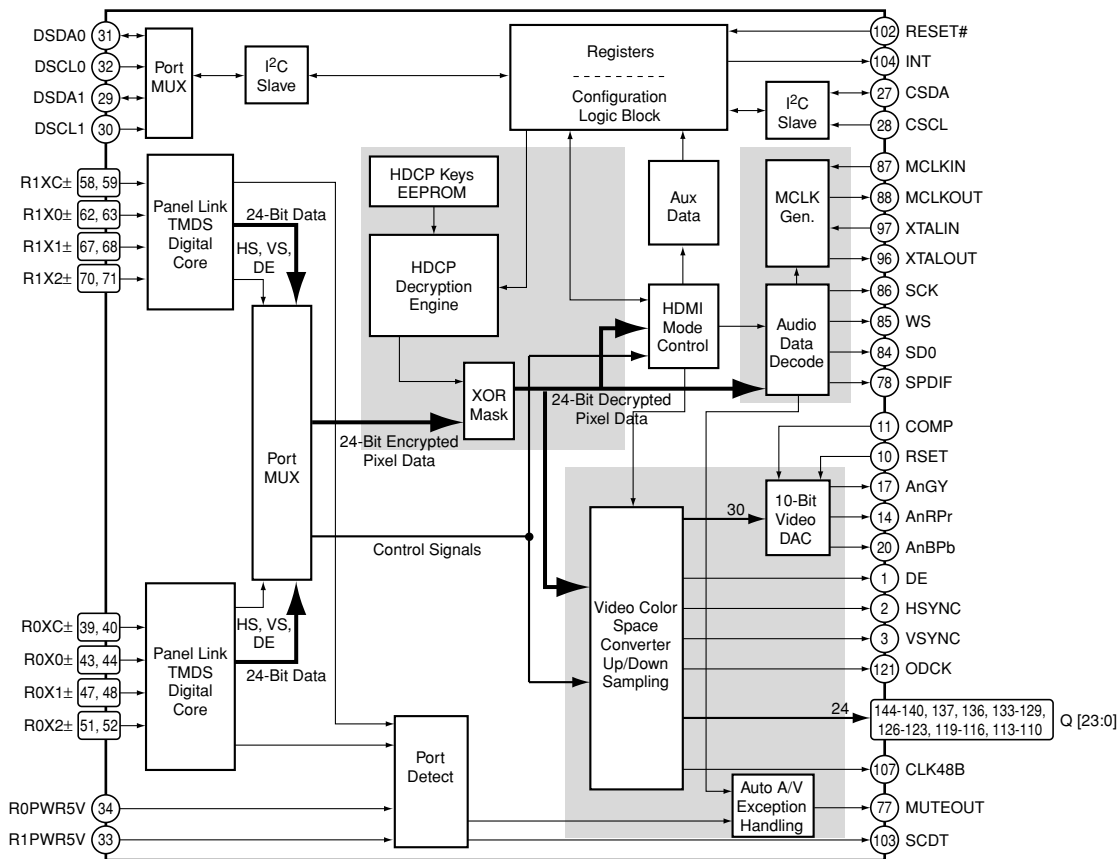 DSDA0 31
DSCL0 32
DSDA1 29
DSCL1 30
Port
MUX
I2C
Slave
Registers
Configuration
Logic Block
I2C
Slave
102 RESET#
104 INT
27 CSDA
28 CSCL
R1XC± 58, 59
R1X0± 62, 63
R1X1± 67, 68
R1X2± 70, 71
Panel Link
TMDS
Digital
Core
24-Bit Data
HS, VS,
DE
HDCP Keys
EEPROM
HDCP
Decryption
Engine
Aux
Data
MCLK
Gen.
87 MCLKIN
88 MCLKOUT
97 XTALIN
96 XTALOUT
HDMI
Mode
Control
Audio
Data
Decode
86 SCK
85 WS
84 SD0
78 SPDIF
XOR
Mask
24-Bit Decrypted
Pixel Data
24-Bit Encrypted
Pixel Data
Port
MUX
Control Signals
11 COMP
10 RSET
17 AnGY
14 AnRPr
20 AnBPb
30
10-Bit
Video
DAC
1 DE
2 HSYNC
3 VSYNC
121 ODCK
Video Color
Space
Converter
Up/Down
Sampling
24
144-140, 137, 136, 133-129,
126-123, 119-116, 113-110
Q [23:0]
107 CLK48B
77 MUTEOUT
103 SCDT
R0XC± 39, 40
R0X0± 43, 44
R0X1± 47, 48
R0X2± 51, 52
Panel Link
TMDS
Digital
Core
HS, VS,
DE
24-Bit Data
Port
Detect
Auto A/V
Exception
Handling
R0PWR5V 34
R1PWR5V 33